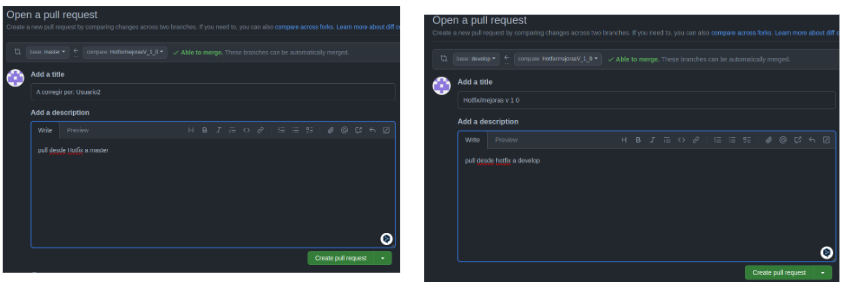 Open a pull request
Create a new pull request by comparing changes across two branches. If you need to, you can also compare across forks. Learn more about diff c
base: master ← compare: Hotfix/mejorasV_1_0 ✓ Able to merge. These branches can be automatically merged.
Add a title
A corregir por: Usuario2
Add a description
Write Preview
pull desde Hotfix a master
Create pull request
Open a pull request
Create a new pull request by comparing changes across two branches. If you need to, you can also compare across forks. Learn more about diff c
base: develop ← compare: Hotfix/mejorasV_1_0 ✓ Able to merge. These branches can be automatically merged.
Add a title
Hotfix/mejoras v 1 0
Add a description
Write Preview
pull desde hotfix a develop
Create pull request